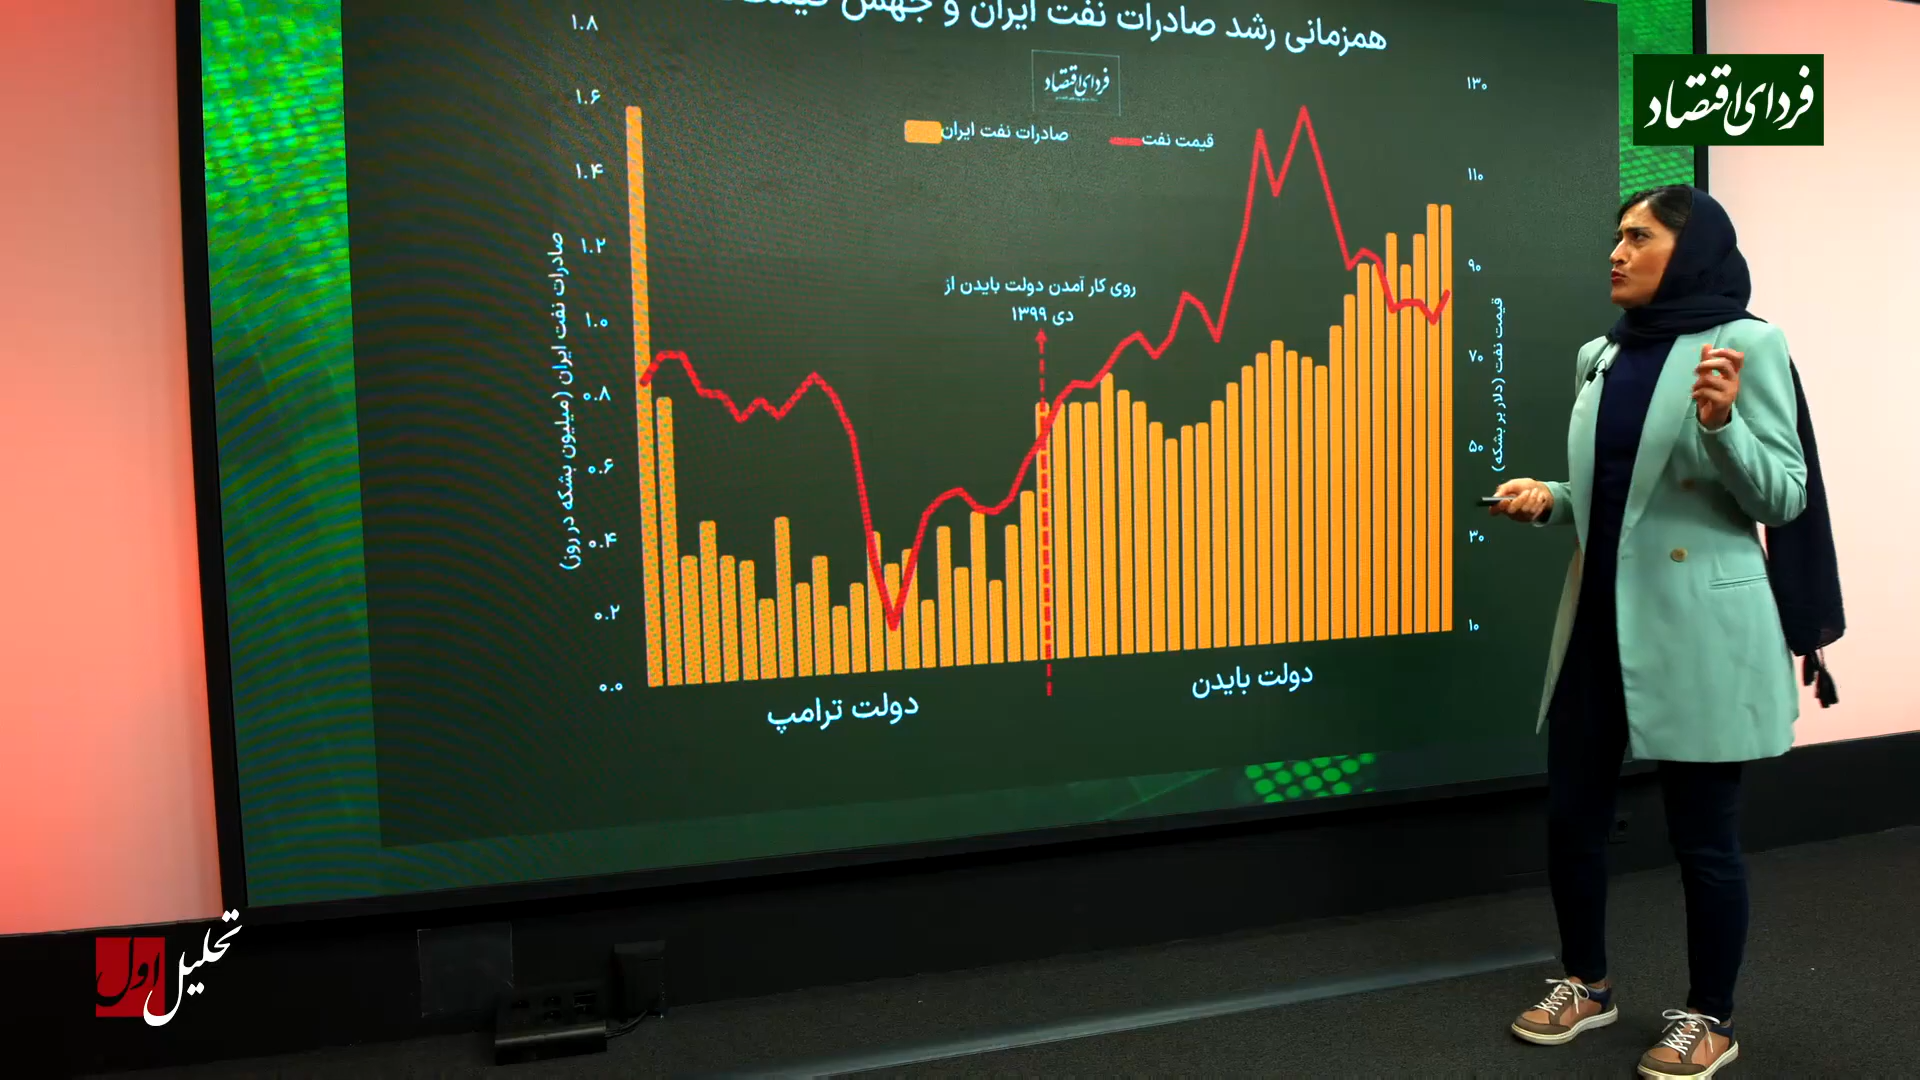 همزمانی رشد صادرات نفت ایران و جهش
فردای اقتصاد
فردای اقتصاد
قیمت نفت
صادرات نفت ایران
۱.۸
۱.۶
۱.۴
۱.۲
۱.۰
۰.۸
۰.۶
۰.۴
۰.۲
۰.۰
صادرات نفت ایران (میلیون بشکه در روز)
روی کار آمدن دولت بایدن از
دی ۱۳۹۹
۱۳۰
۱۱۰
۹۰
۷۰
۵۰
۳۰
۱۰
قیمت نفت (دلار بر بشکه)
دولت بایدن
دولت ترامپ
تحلیل اول